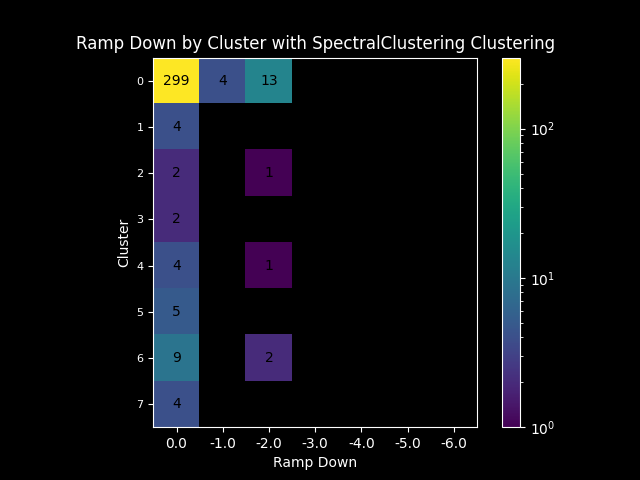 Ramp Down by Cluster with SpectralClustering Clustering
0 299 4 13
1 4
2 2 1
3 2
4 4 1
5 5
6 9 2
7 4
Cluster
0.0 -1.0 -2.0 -3.0 -4.0 -5.0 -6.0
Ramp Down
10²
10¹
10⁰